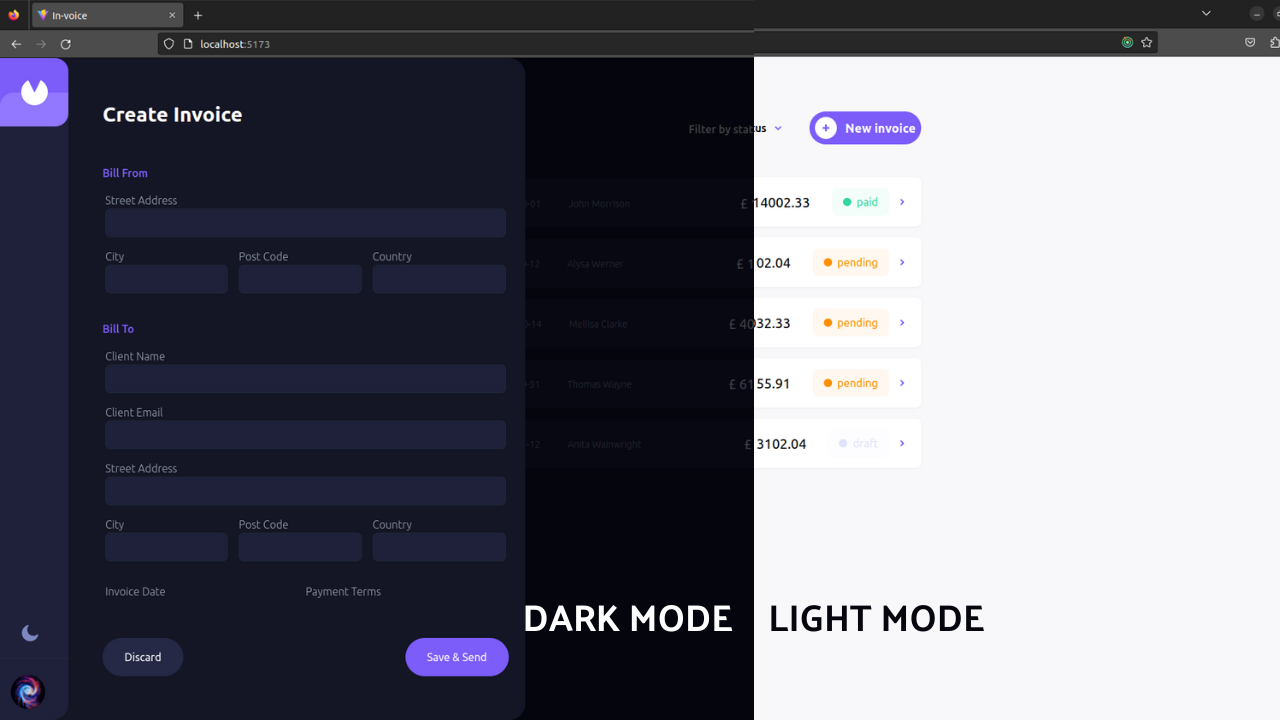 In-voice
localhost:5173
Create Invoice
Filter by status
New invoice
Bill From
Street Address
City Post Code Country
Bill To
Client Name
Client Email
Street Address
City Post Code Country
Invoice Date Payment Terms
Discard Save & Send
-01 John Morrison £ 14002.33 paid
-12 Alysa Werner £ 102.04 pending
-14 Mellisa Clarke £ 4032.33 pending
-31 Thomas Wayne £ 6155.91 pending
-12 Anita Wainwright £ 3102.04 draft
DARK MODE LIGHT MODE